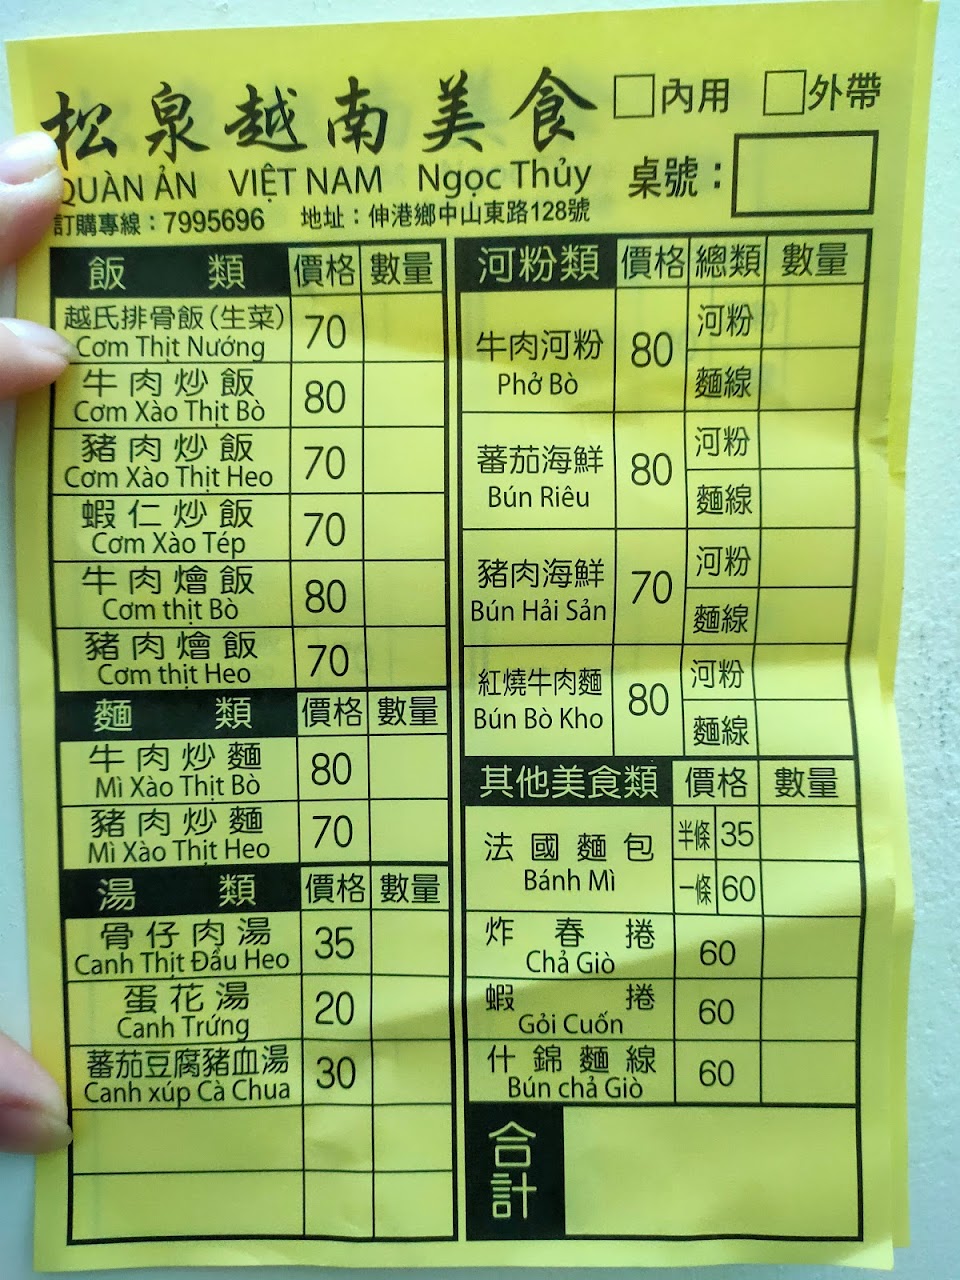 松泉越南美食 內用 外帶
QUÀN ẢN VIỆT NAM Ngọc Thủy 桌號：
訂購專線：7995696 地址：伸港鄉中山東路128號
飯類 價格 數量
越氏排骨飯(生菜) 70
Cơm Thịt Nướng
牛肉炒飯 80
Cơm Xào Thịt Bò
豬肉炒飯 70
Cơm Xào Thịt Heo
蝦仁炒飯 70
Cơm Xào Tép
牛肉燴飯 80
Cơm thịt Bò
豬肉燴飯 70
Cơm thịt Heo
麵類 價格 數量
牛肉炒麵 80
Mì Xào Thịt Bò
豬肉炒麵 70
Mì Xào Thịt Heo
湯類 價格 數量
骨仔肉湯 35
Canh Thịt Đầu Heo
蛋花湯 20
Canh Trứng
蕃茄豆腐豬血湯 30
Canh xúp Cà Chua
河粉類 價格 總類 數量
牛肉河粉 80 河粉
Phở Bò 麵線
蕃茄海鮮 80 河粉
Bún Riêu 麵線
豬肉海鮮 70 河粉
Bún Hải Sản 麵線
紅燒牛肉麵 80 河粉
Bún Bò Kho 麵線
其他美食類 價格 數量
法國麵包 半條 35
Bánh Mì 一條 60
炸春捲 60
Chả Giò
蝦捲 60
Gỏi Cuốn
什錦麵線 60
Bún chả Giò
合計